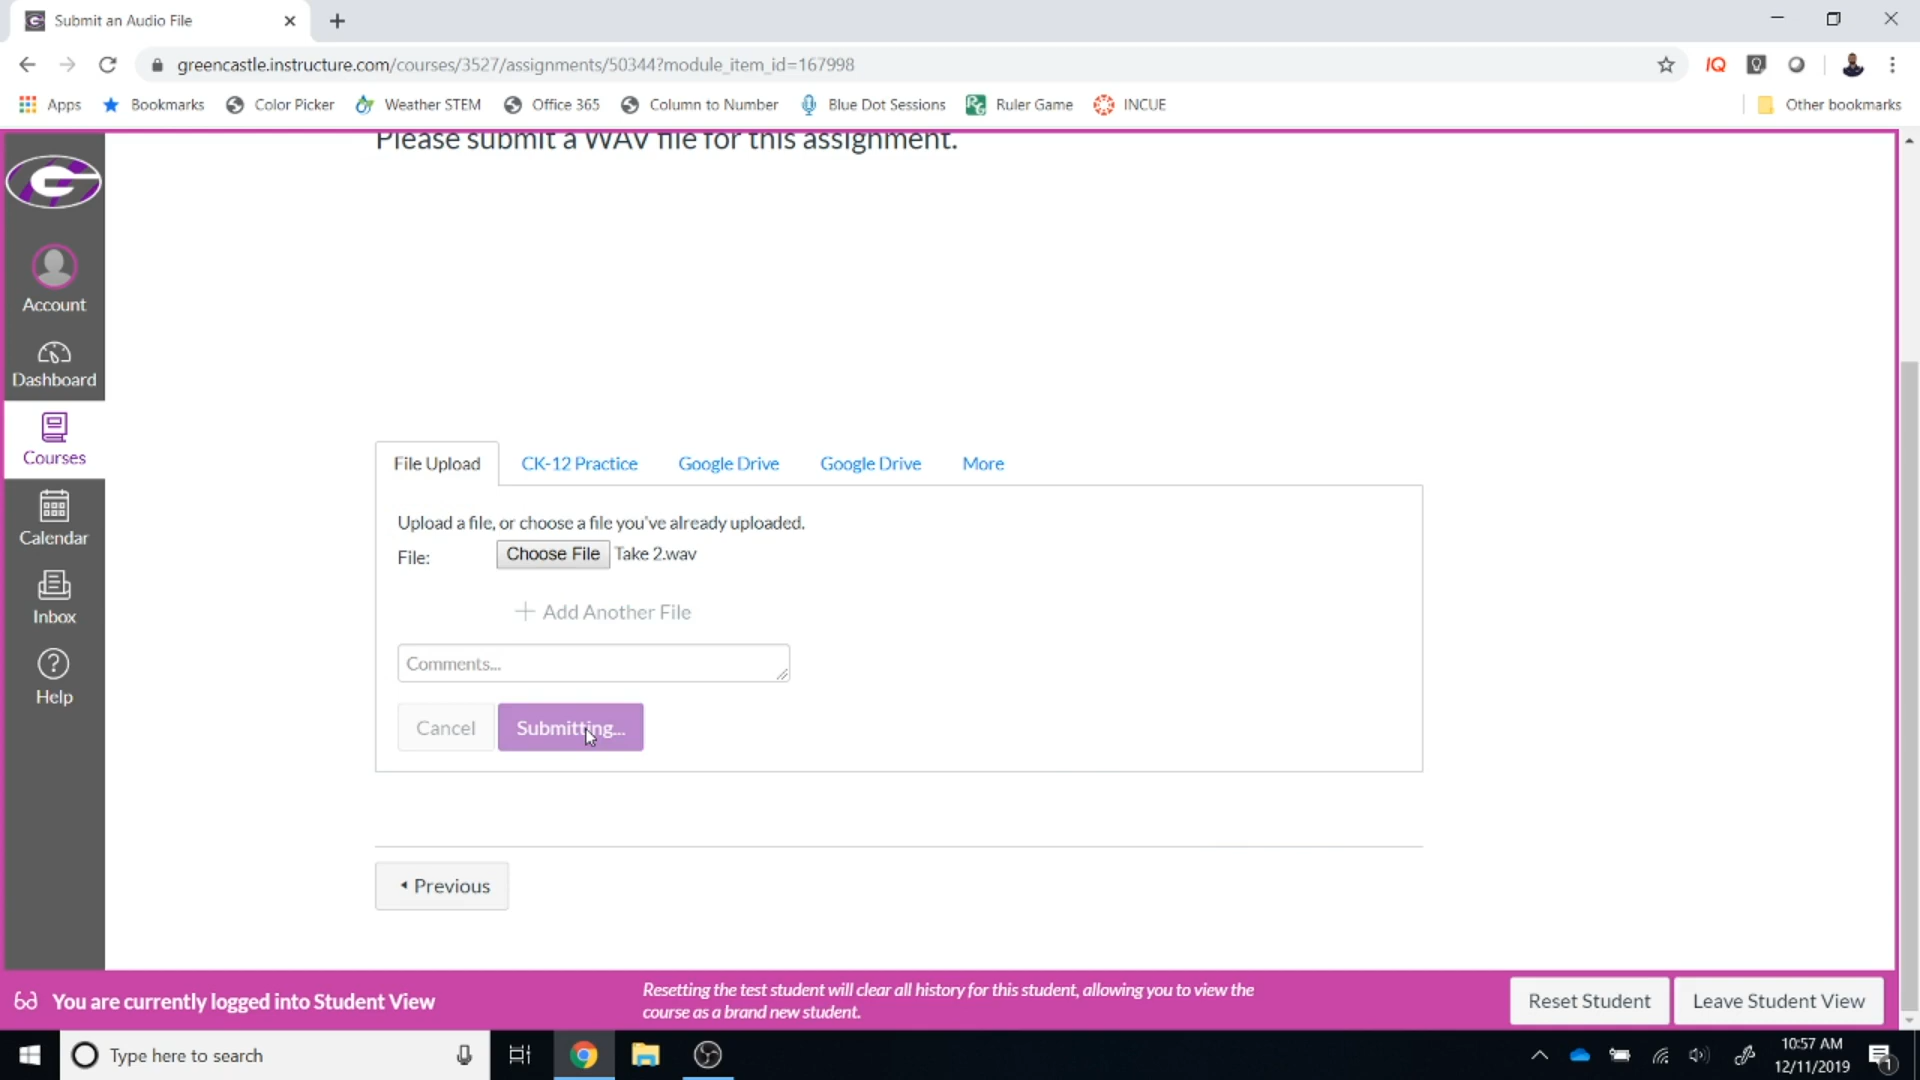 Submit an Audio File
greencastle.instructure.com/courses/3527/assignments/50344?module_item_id=167998
IQ
Apps Bookmarks Color Picker Weather STEM Office 365 Column to Number Blue Dot Sessions Ruler Game INCUE Other bookmarks
Please submit a WAV file for this assignment.
Account
Dashboard
Courses
Calendar
Inbox
Help
File Upload CK-12 Practice Google Drive Google Drive More
Upload a file, or choose a file you've already uploaded.
File: Choose File Take 2.wav
Add Another File
Comments...
Cancel Submitting...
Previous
You are currently logged into Student View
Resetting the test student will clear all history for this student, allowing you to view the
course as a brand new student.
Reset Student Leave Student View
Type here to search
10:57 AM
12/11/2019
1